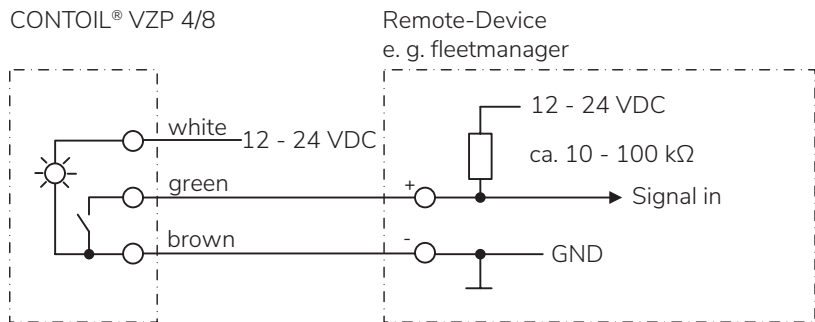 CONTOIL® VZP 4/8
Remote-Device
e. g. fleetmanager
12 - 24 VDC
white
12 - 24 VDC
ca. 10 - 100 kΩ
green
+
Signal in
brown
-
GND